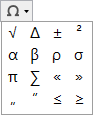 Ω
√ Δ ± ²
α β ρ σ
π ∑ « »
„ ” ≤ ≥